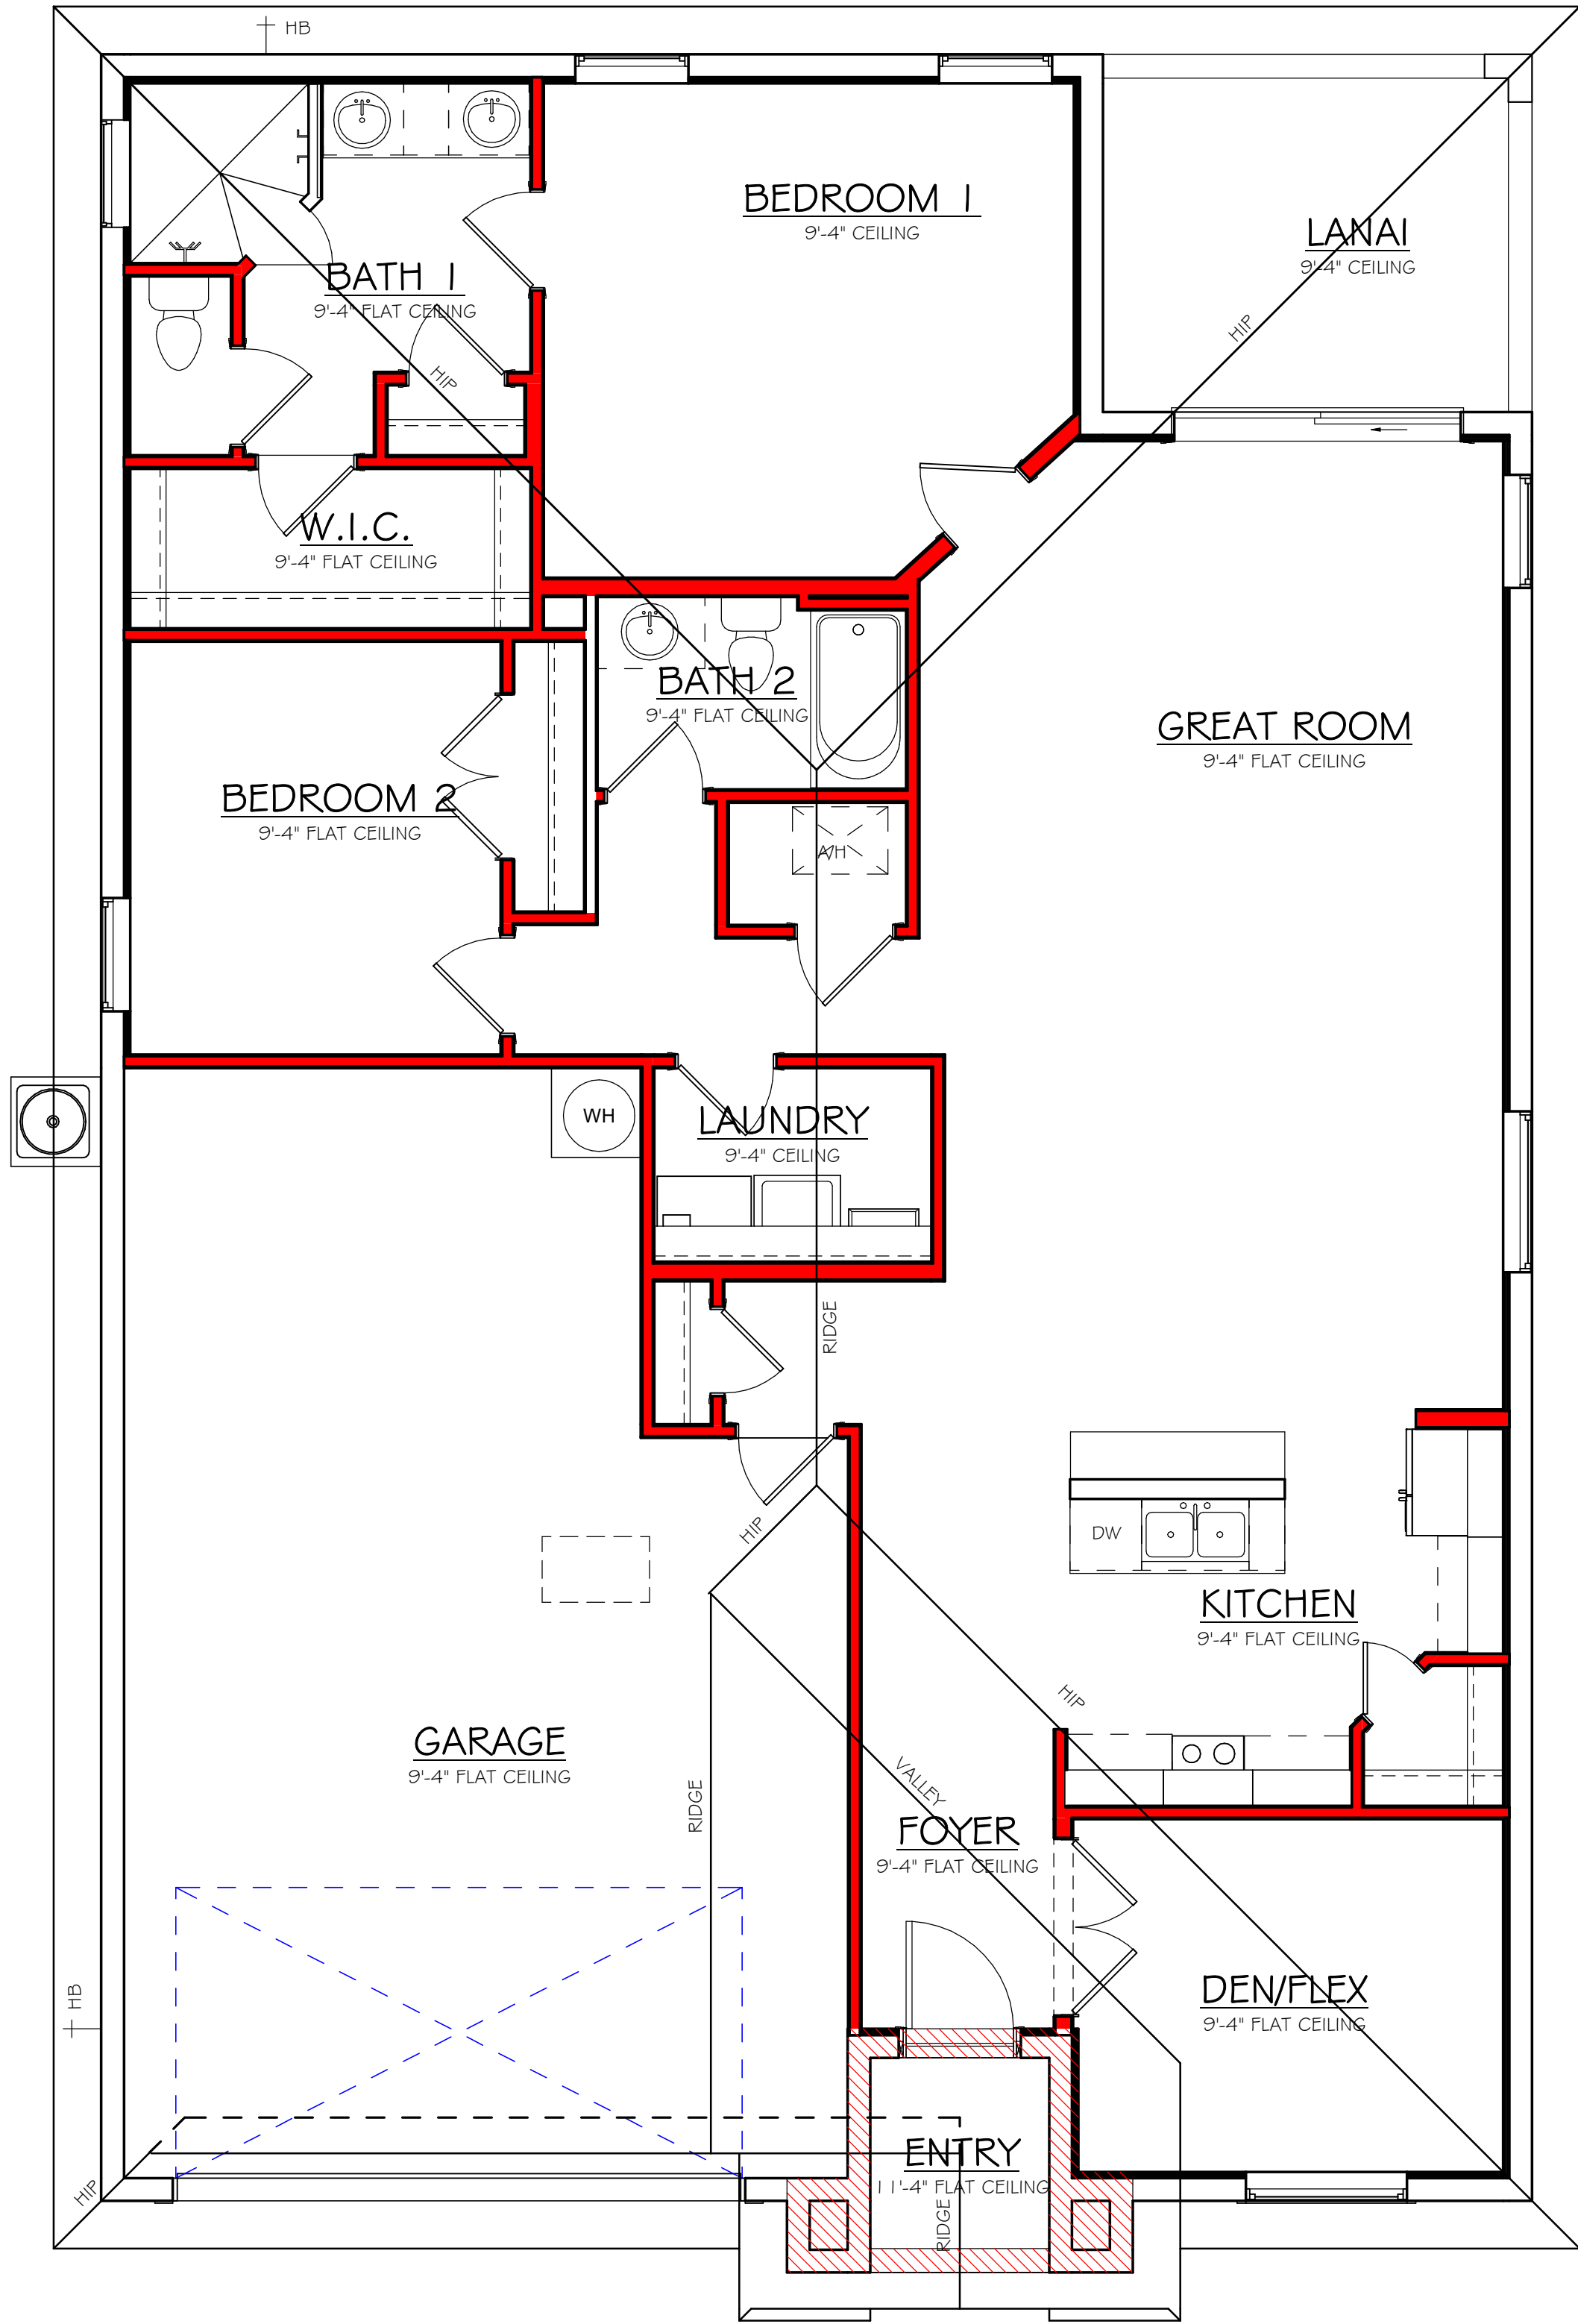 HB
BEDROOM 1
9'-4" CEILING
LANAI
9'-4" CEILING
BATH 1
9'-4" FLAT CEILING
HIP
HIP
W.I.C.
9'-4" FLAT CEILING
BATH 2
9'-4" FLAT CEILING
GREAT ROOM
9'-4" FLAT CEILING
BEDROOM 2
9'-4" FLAT CEILING
A/H
WH
LAUNDRY
9'-4" CEILING
RIDGE
HIP
DW
KITCHEN
9'-4" FLAT CEILING
HIP
GARAGE
9'-4" FLAT CEILING
RIDGE
VALLEY
FOYER
9'-4" FLAT CEILING
HB
DEN/FLEX
9'-4" FLAT CEILING
HIP
ENTRY
11'-4" FLAT CEILING
RIDGE